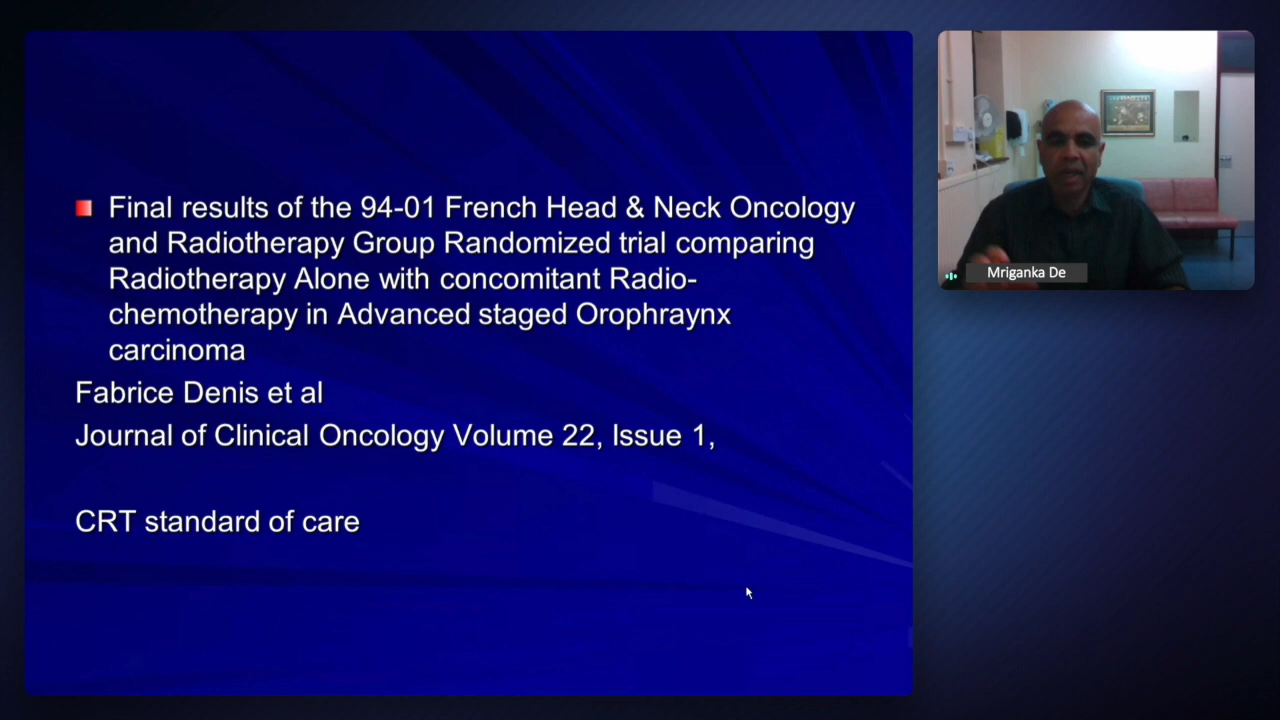 Final results of the 94-01 French Head & Neck Oncology
and Radiotherapy Group Randomized trial comparing
Radiotherapy Alone with concomitant Radio-
chemotherapy in Advanced staged Orophraynx
carcinoma
Fabrice Denis et al
Journal of Clinical Oncology Volume 22, Issue 1,
CRT standard of care
Mriganka De